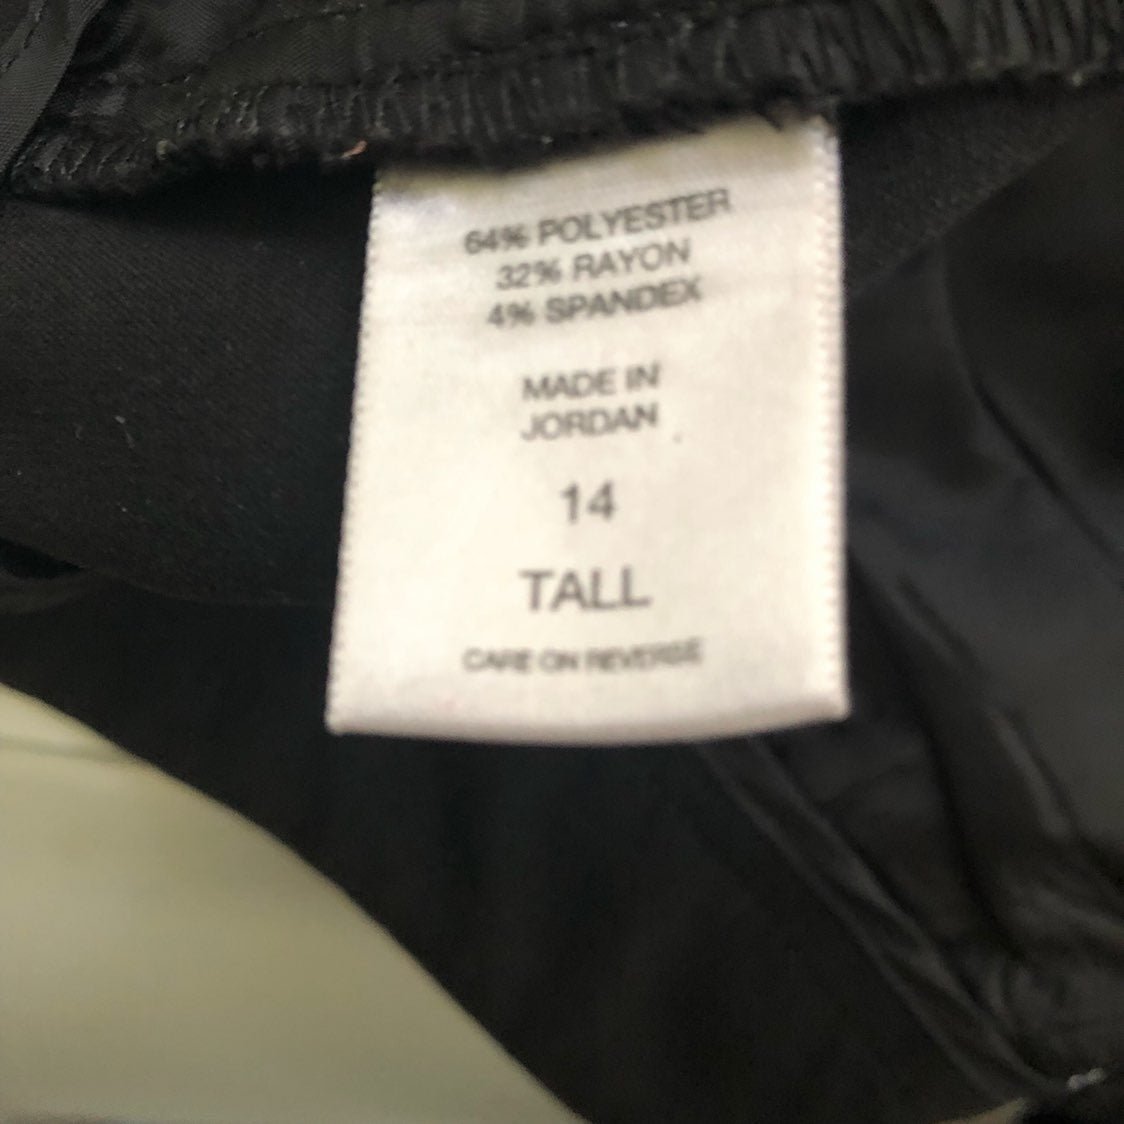 64% POLYESTER
32% RAYON
4% SPANDEX
MADE IN
JORDAN
14
TALL
CARE ON REVERSE